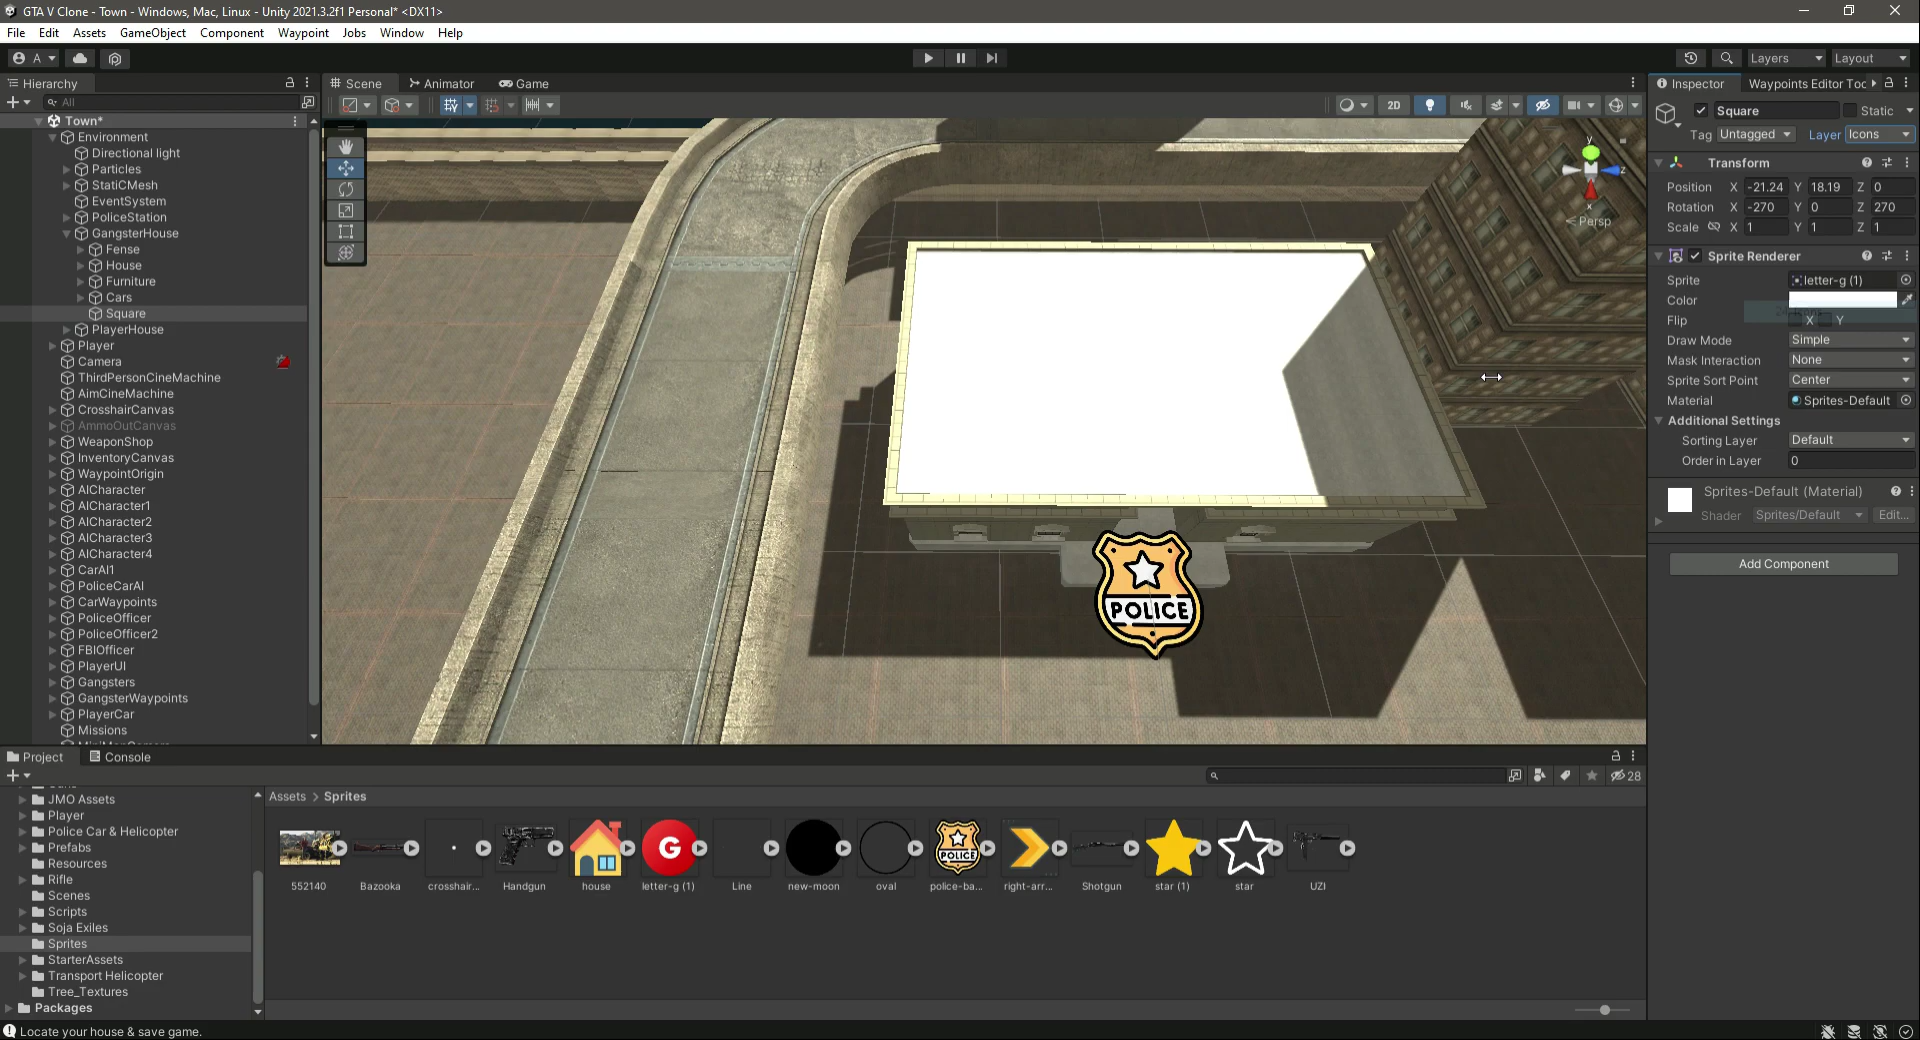 GTA V Clone - Town - Windows, Mac, Linux - Unity 2021.3.2f1 Personal* <DX11>
File Edit Assets GameObject Component Waypoint Jobs Window Help
A Layers Layout
Hierarchy
All
Town*
Environment
Directional light
Particles
StatiCMesh
EventSystem
PoliceStation
GangsterHouse
Fense
House
Furniture
Cars
Square
PlayerHouse
Player
Camera
ThirdPersonCineMachine
AimCineMachine
CrosshairCanvas
AmmoOutCanvas
WeaponShop
InventoryCanvas
WaypointOrigin
AICharacter
AICharacter1
AICharacter2
AICharacter3
AICharacter4
CarAI1
PoliceCarAI
CarWaypoints
PoliceOfficer
PoliceOfficer2
FBIOfficer
PlayerUI
Gangsters
GangsterWaypoints
PlayerCar
Missions
Scene Animator Game
2D
y
z
x
< Persp
POLICE
Inspector Waypoints Editor Toc
Square Static
Tag Untagged Layer Icons
Transform
Position X -21.24 Y 18.19 Z 0
Rotation X -270 Y 0 Z 270
Scale X 1 Y 1 Z 1
Sprite Renderer
Sprite letter-g (1)
Color
Flip X Y
Draw Mode Simple
Mask Interaction None
Sprite Sort Point Center
Material Sprites-Default
Additional Settings
Sorting Layer Default
Order in Layer 0
Sprites-Default (Material)
Shader Sprites/Default Edit...
Add Component
Project Console
28
JMO Assets
Player
Police Car & Helicopter
Prefabs
Resources
Rifle
Scenes
Scripts
Soja Exiles
Sprites
StarterAssets
Transport Helicopter
Tree_Textures
Packages
Assets > Sprites
G
POLICE
552140 Bazooka crosshair... Handgun house letter-g (1) Line new-moon oval police-ba... right-arr... Shotgun star (1) star UZI
Locate your house & save game.